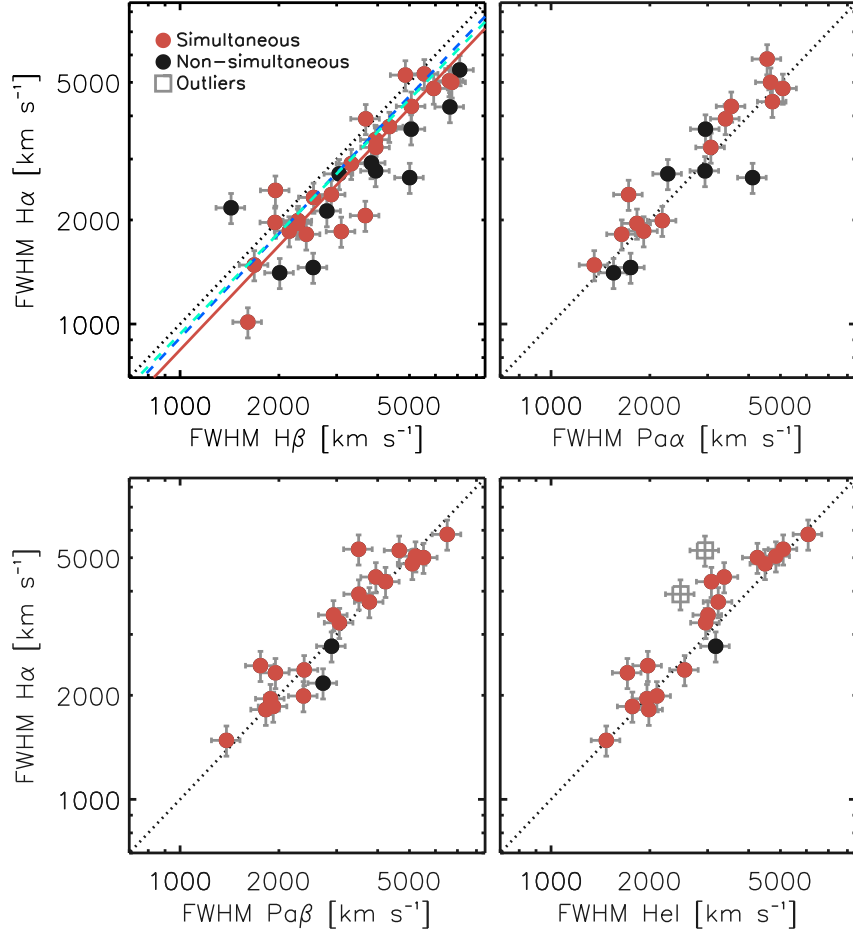 Simultaneous
Non-simultaneous
Outliers
FWHM Hα [km s⁻¹]
5000
2000
1000
1000 2000 5000
FWHM Hβ [km s⁻¹]
1000 2000 5000
FWHM Paα [km s⁻¹]
FWHM Hα [km s⁻¹]
5000
2000
1000
1000 2000 5000
FWHM Paβ [km s⁻¹]
1000 2000 5000
FWHM HeI [km s⁻¹]